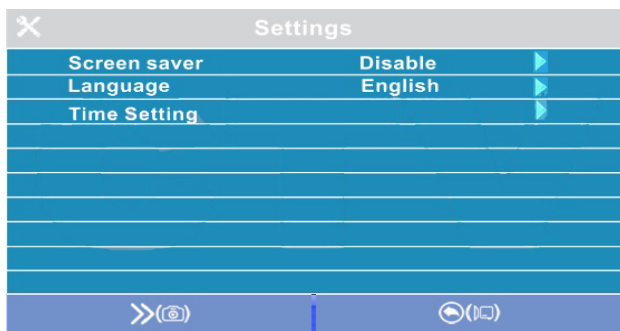 Settings
Screen saver Disable
Language English
Time Setting